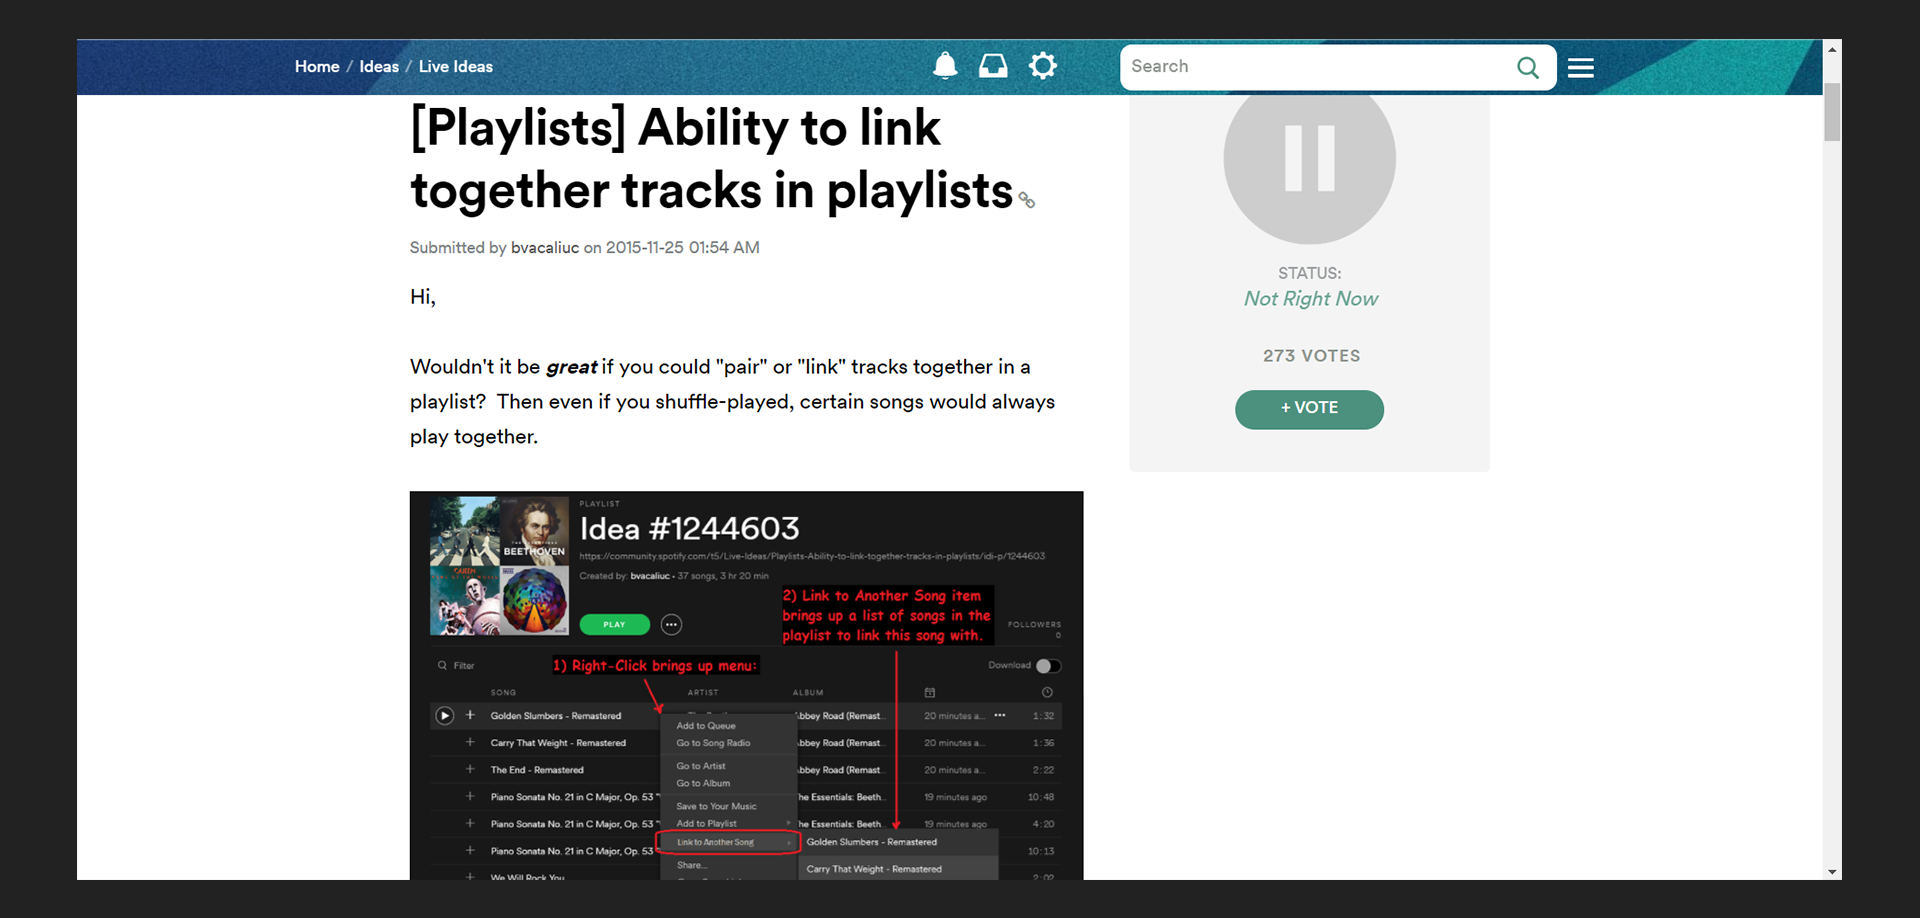 Home / Ideas / Live Ideas
Search
[Playlists] Ability to link
together tracks in playlists
Submitted by bvacaliuc on 2015-11-25 01:54 AM
Hi,
Wouldn't it be great if you could "pair" or "link" tracks together in a
playlist? Then even if you shuffle-played, certain songs would always
play together.
STATUS:
Not Right Now
273 VOTES
+ VOTE
PLAYLIST
Idea #1244603
https://community.spotify.com/t5/Live-Ideas/Playlists-Ability-to-link-together-tracks-in-playlists/idi-p/1244603
Created by: bvacaliuc • 37 songs, 3 hr 20 min
BEETHOVEN
QUEEN
PLAY
2) Link to Another Song item
brings up a list of songs in the
playlist to link this song with.
FOLLOWERS
0
Filter
1) Right-Click brings up menu:
Download
SONG ARTIST ALBUM
Golden Slumbers - Remastered bbey Road (Remast... 20 minutes a... 1:32
Carry That Weight - Remastered bbey Road (Remast... 20 minutes a... 1:36
The End - Remastered bbey Road (Remast... 20 minutes a... 2:22
Piano Sonata No. 21 in C Major, Op. 53 " he Essentials: Beeth... 19 minutes ago 10:48
Piano Sonata No. 21 in C Major, Op. 53 " he Essentials: Beeth... 19 minutes ago 4:20
Piano Sonata No. 21 in C Major, Op. 53 10:13
We Will Rock You 2:02
Add to Queue
Go to Song Radio
Go to Artist
Go to Album
Save to Your Music
Add to Playlist
Link to Another Song
Share...
Golden Slumbers - Remastered
Carry That Weight - Remastered